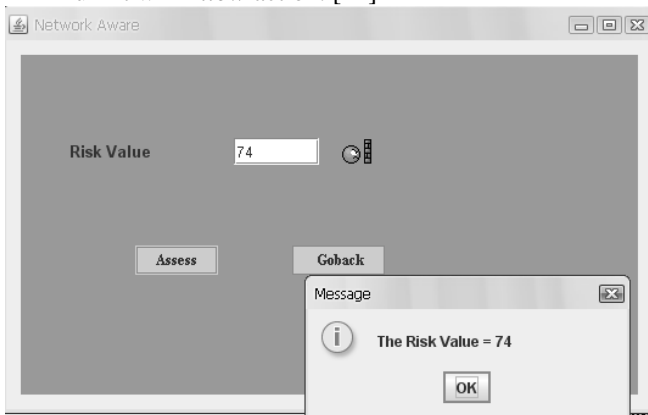 Network Aware
Risk Value
74
Assess
Goback
Message
The Risk Value = 74
OK